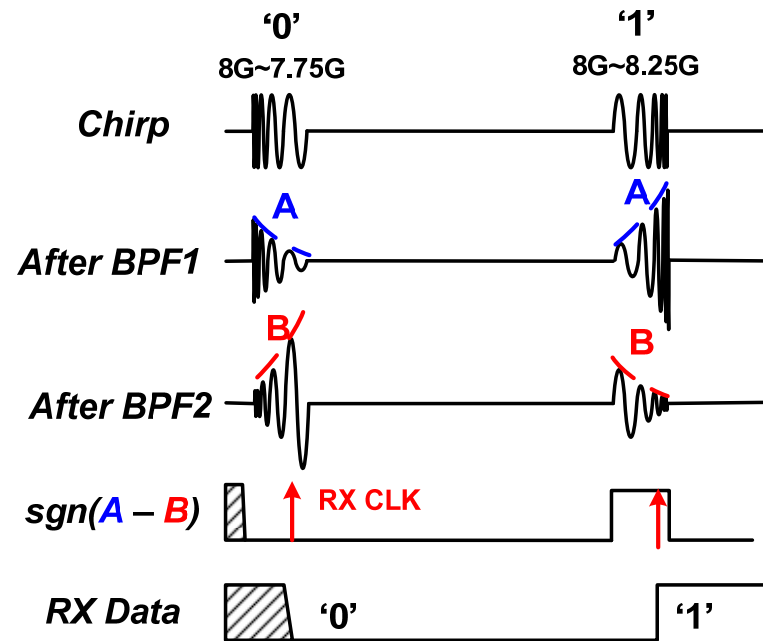 ‘0’ ‘1’
8G~7.75G 8G~8.25G
Chirp
A A
After BPF1
B B
After BPF2
sgn(A – B) RX CLK
RX Data ‘0’ ‘1’